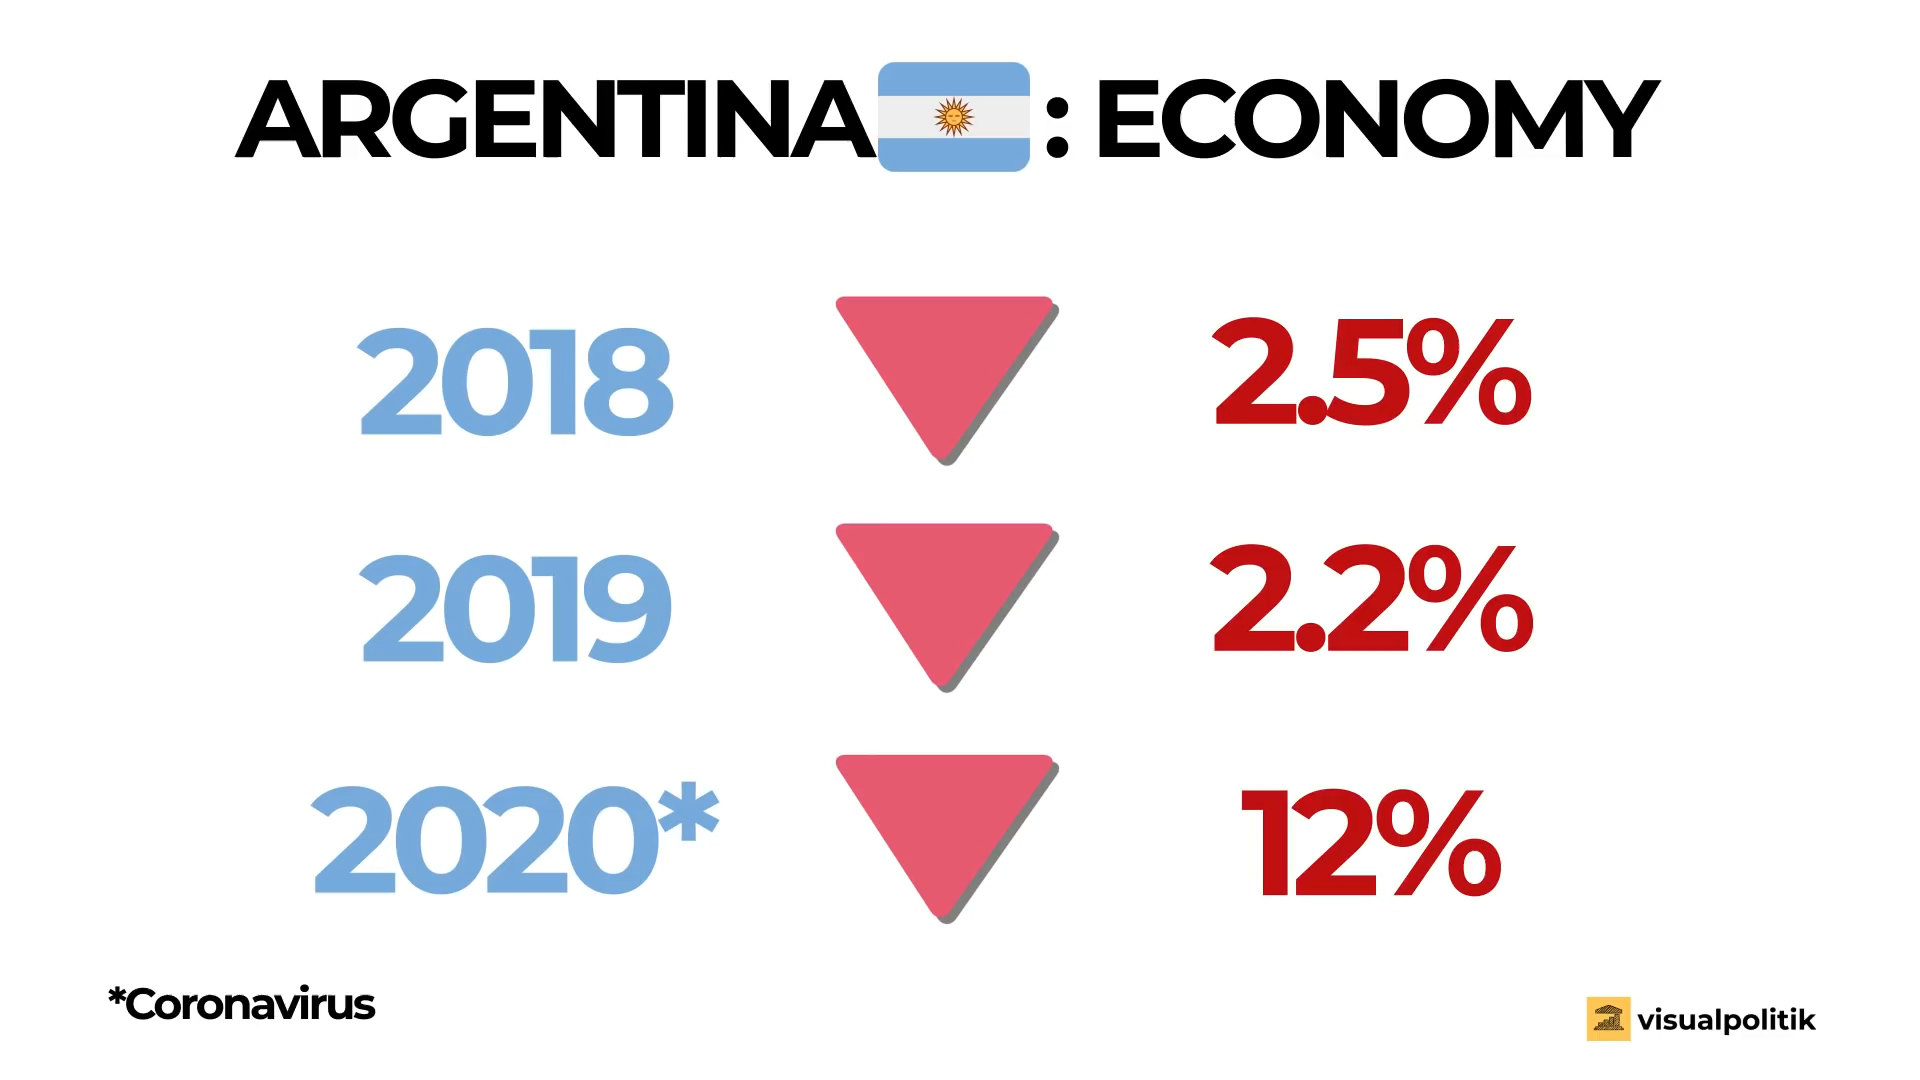 ARGENTINA : ECONOMY
2018 2.5%
2019 2.2%
2020* 12%
*Coronavirus
visualpolitik